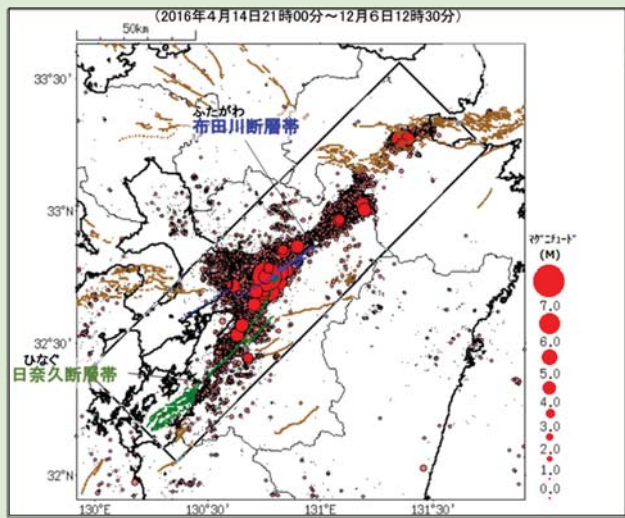 (2016年4月14日21時00分～12月6日12時30分)
50km
33°30'
33°N
32°30'
32°N
130°E
130°30'
131°E
131°30'
ふたがわ
布田川断層帯
ひなぐ
日奈久断層帯
ﾏｸﾞﾆﾁｭｰﾄﾞ
(M)
7.0
6.0
5.0
4.0
3.0
2.0
1.0
0.0